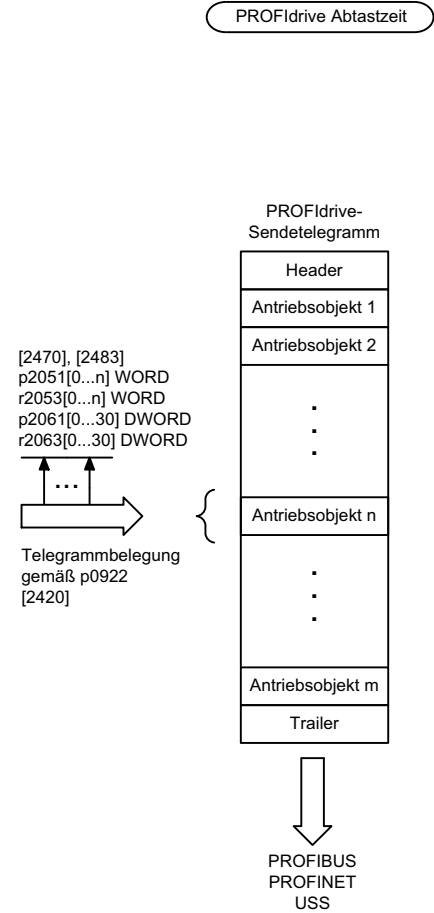 PROFIdrive Abtastzeit
PROFIdrive-
Sendetelegramm
Header
Antriebsobjekt 1
Antriebsobjekt 2
[2470], [2483]
p2051[0...n] WORD
r2053[0...n] WORD
p2061[0...30] DWORD
r2063[0...30] DWORD
...
Antriebsobjekt n
Telegrammbelegung
gemäß p0922
[2420]
Antriebsobjekt m
Trailer
PROFIBUS
PROFINET
USS